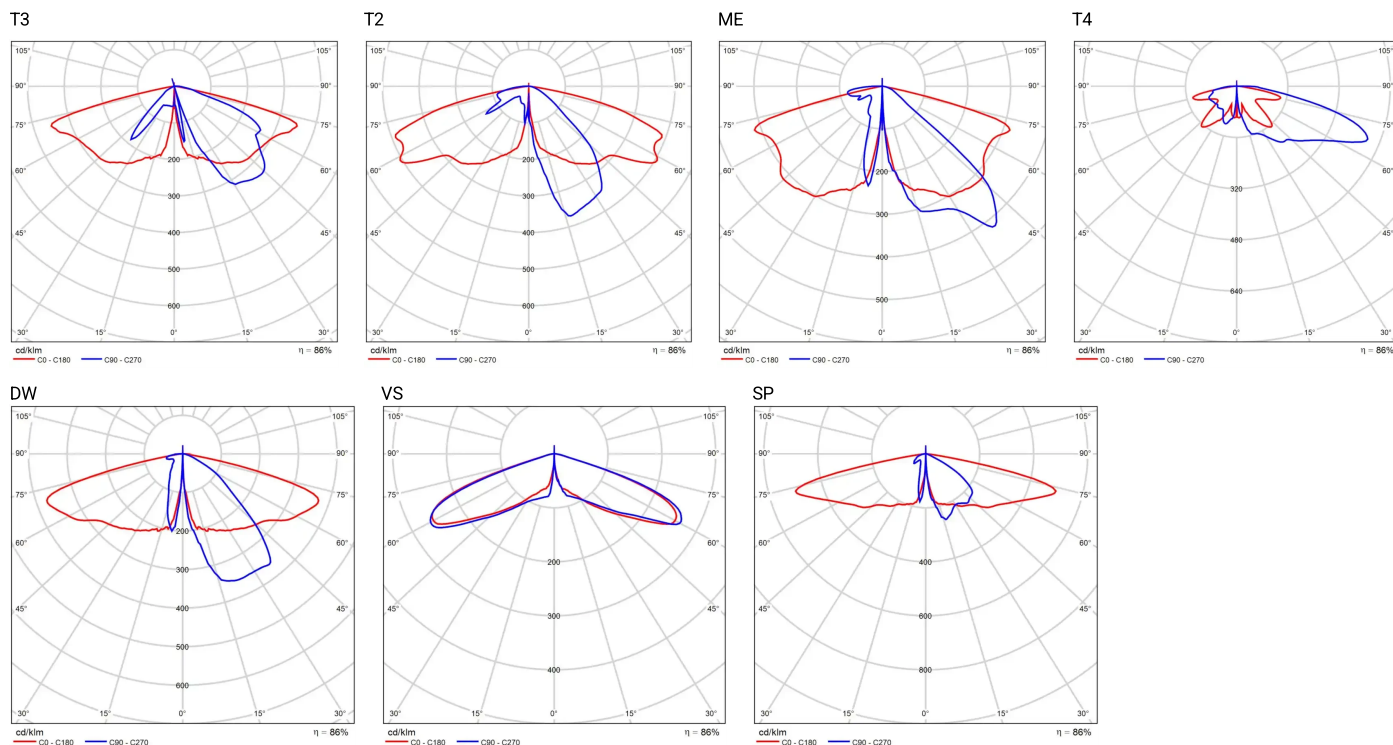 T3 T2 ME T4
105° 105° 105° 105° 105° 105° 105° 105°
90° 90° 90° 90° 90° 90° 90° 90°
75° 75° 75° 75° 75° 75° 75° 75°
60° 60° 60° 60° 60° 60° 60° 60°
45° 45° 45° 45° 45° 45° 45° 45°
200 200 200 320
300 300 300 480
400 400 400 640
500 500 500
600 600
30° 15° 0° 15° 30° 30° 15° 0° 15° 30° 30° 15° 0° 15° 30° 30° 15° 0° 15° 30°
cd/klm η = 86% cd/klm η = 86% cd/klm η = 86% cd/klm η = 86%
C0 - C180 C90 - C270 C0 - C180 C90 - C270 C0 - C180 C90 - C270 C0 - C180 C90 - C270
DW VS SP
105° 105° 105° 105° 105° 105°
90° 90° 90° 90° 90° 90°
75° 75° 75° 75° 75° 75°
60° 60° 60° 60° 60° 60°
45° 45° 45° 45° 45° 45°
200 200 400
300 300 600
400 400 800
500
600
30° 15° 0° 15° 30° 30° 15° 0° 15° 30° 30° 15° 0° 15° 30°
cd/klm η = 86% cd/klm η = 86% cd/klm η = 86%
C0 - C180 C90 - C270 C0 - C180 C90 - C270 C0 - C180 C90 - C270